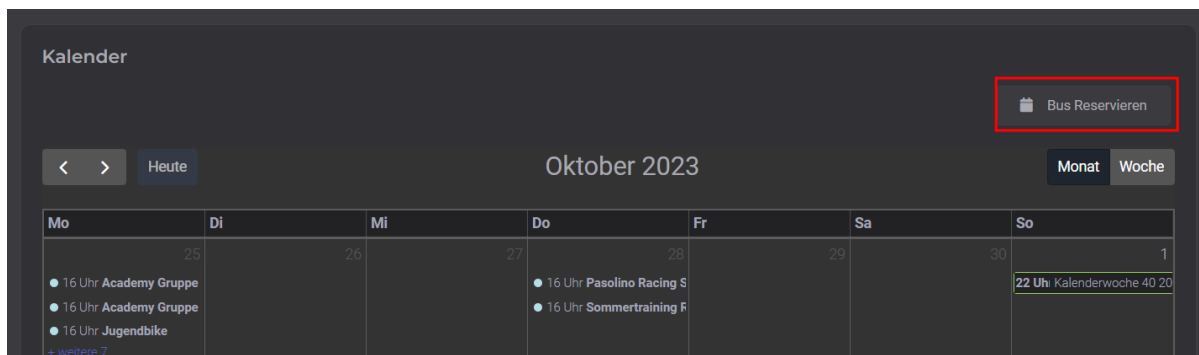 Kalender
Bus Reservieren
Heute
Oktober 2023
Monat Woche
Mo Di Mi Do Fr Sa So
25 26 27 28 29 30 1
16 Uhr Academy Gruppe 16 Uhr Pasolino Racing S 22 Uh Kalenderwoche 40 20
16 Uhr Academy Gruppe 16 Uhr Sommertraining R
16 Uhr Jugendbike
+ weitere 7